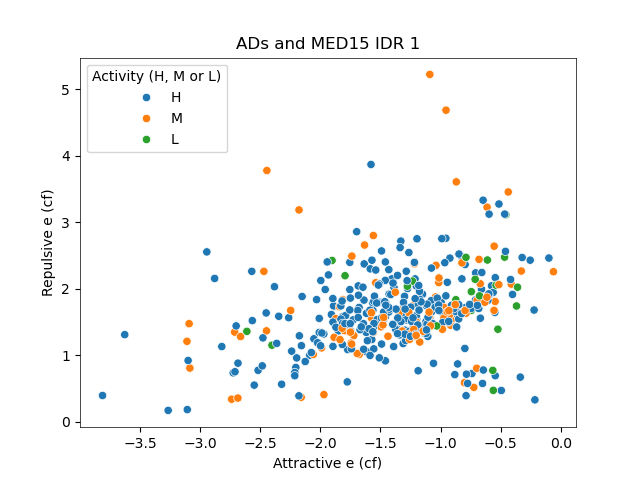 ADs and MED15 IDR 1
Activity (H, M or L)
H
M
L
Repulsive e (cf)
5
4
3
2
1
0
−3.5 −3.0 −2.5 −2.0 −1.5 −1.0 −0.5 0.0
Attractive e (cf)